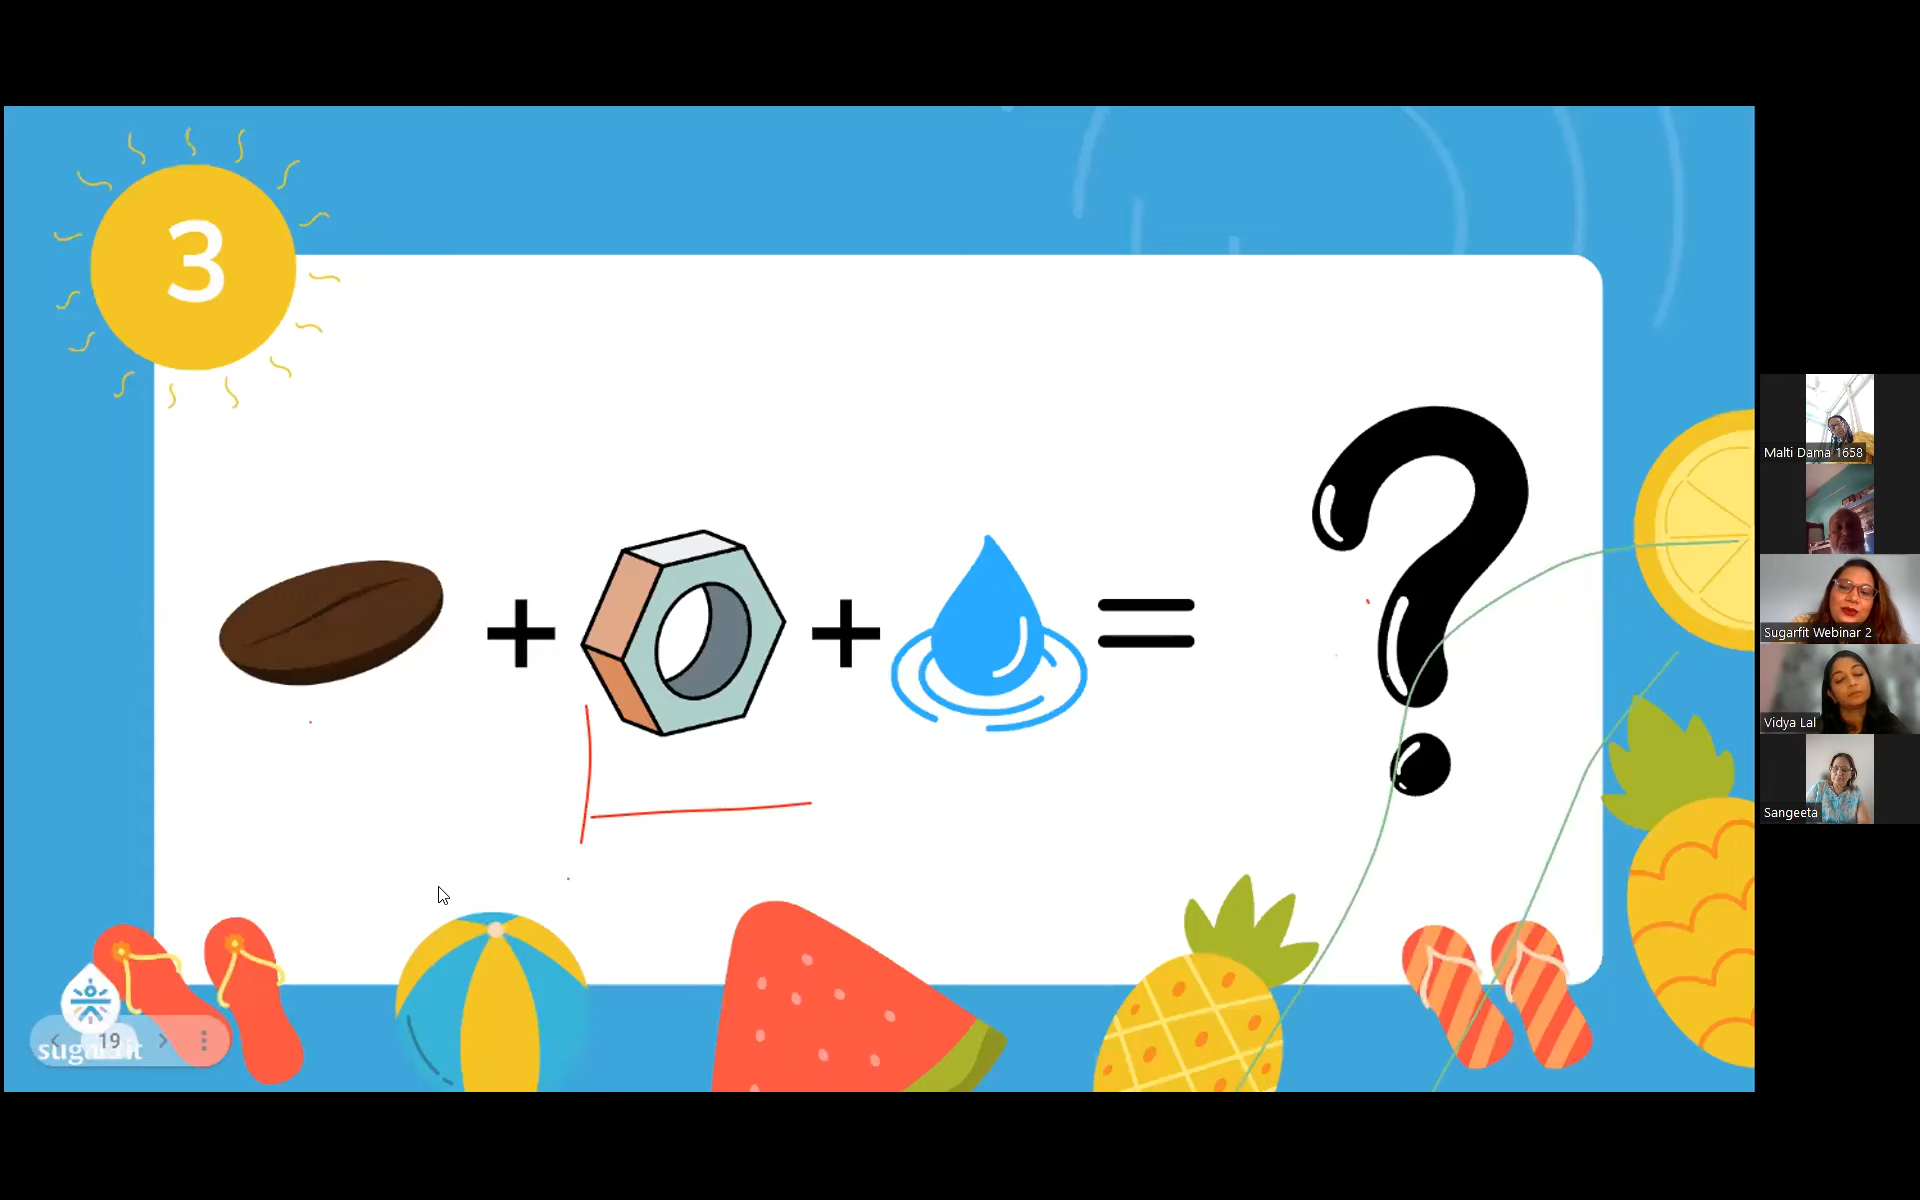 3
+
+
=
?
Malti Dama 1658
Sugarfit Webinar 2
Vidya Lal
Sangeeta
19